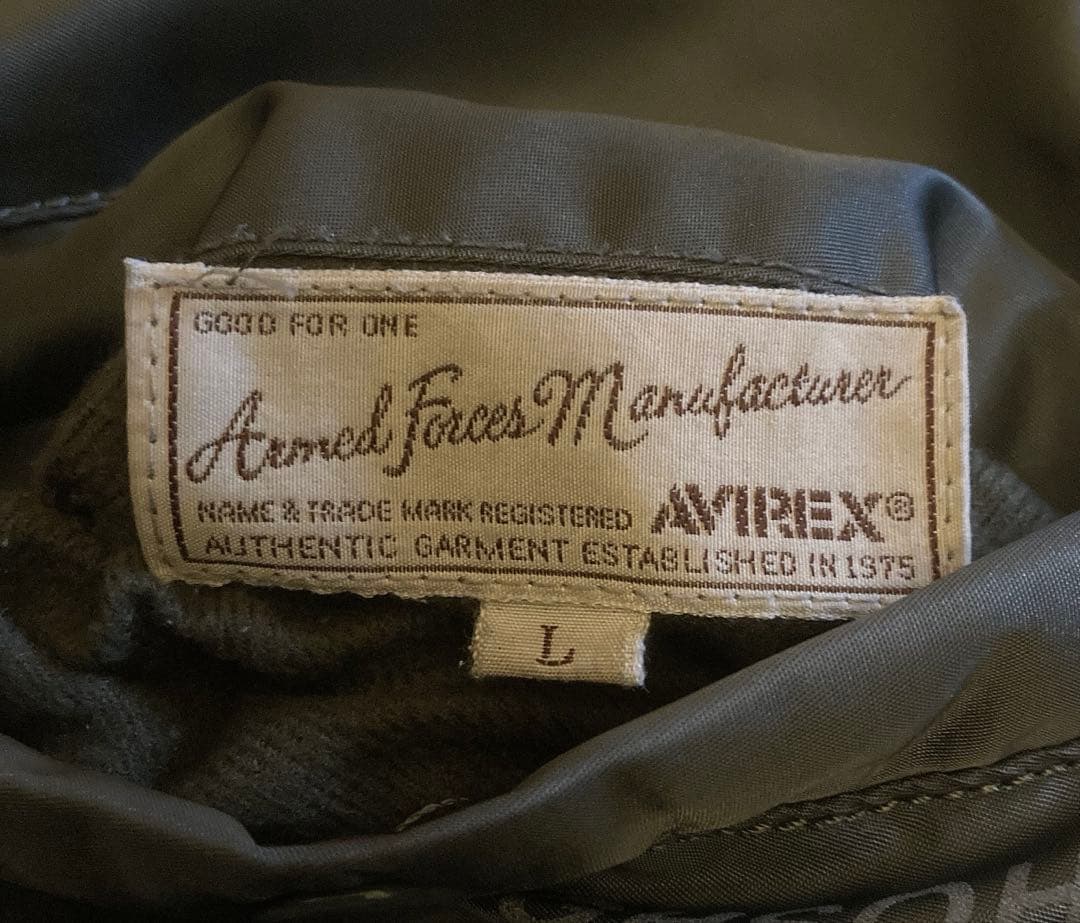 GOOD FOR ONE
Armed Forces Manufacturer
NAME & TRADE MARK REGISTERED AVIREX®
AUTHENTIC GARMENT ESTABLISHED IN 1975
L